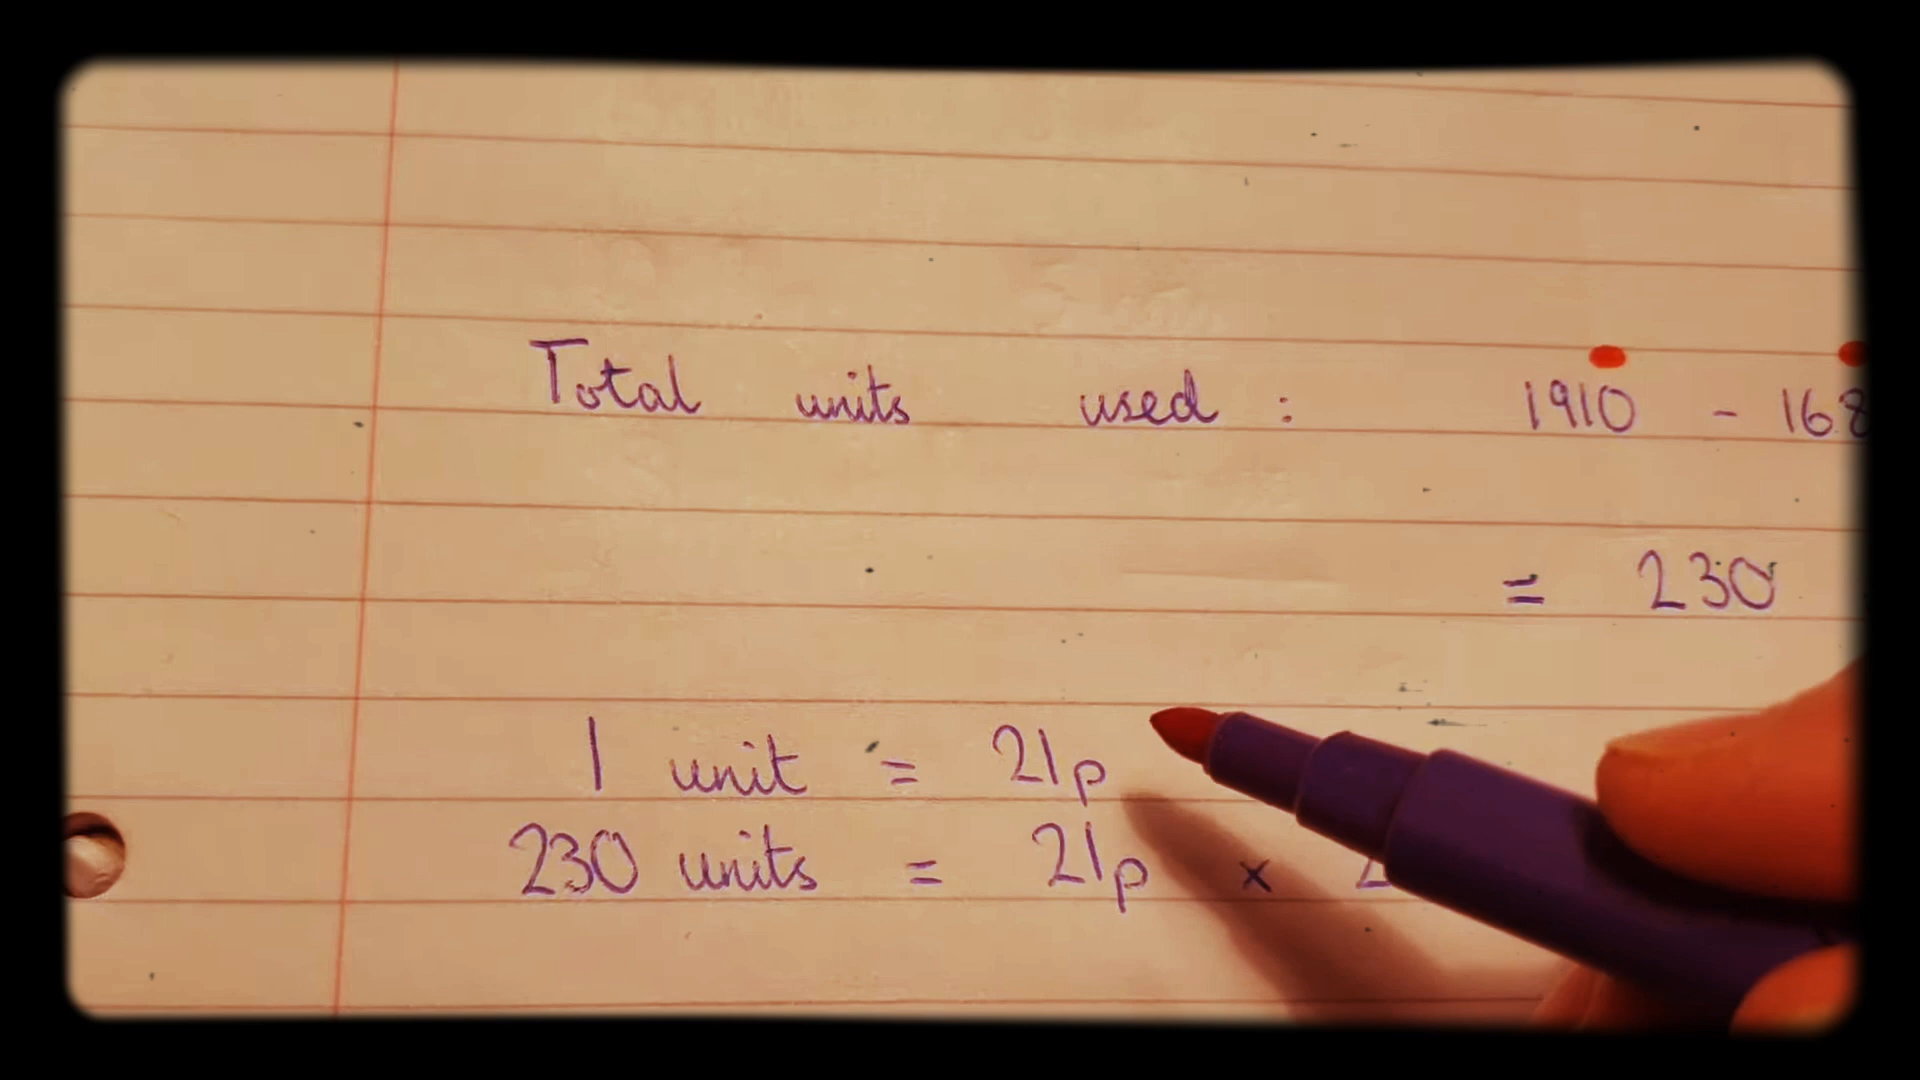 Total units used : 1910 - 168
= 230
1 unit = 21p
230 units = 21p ×